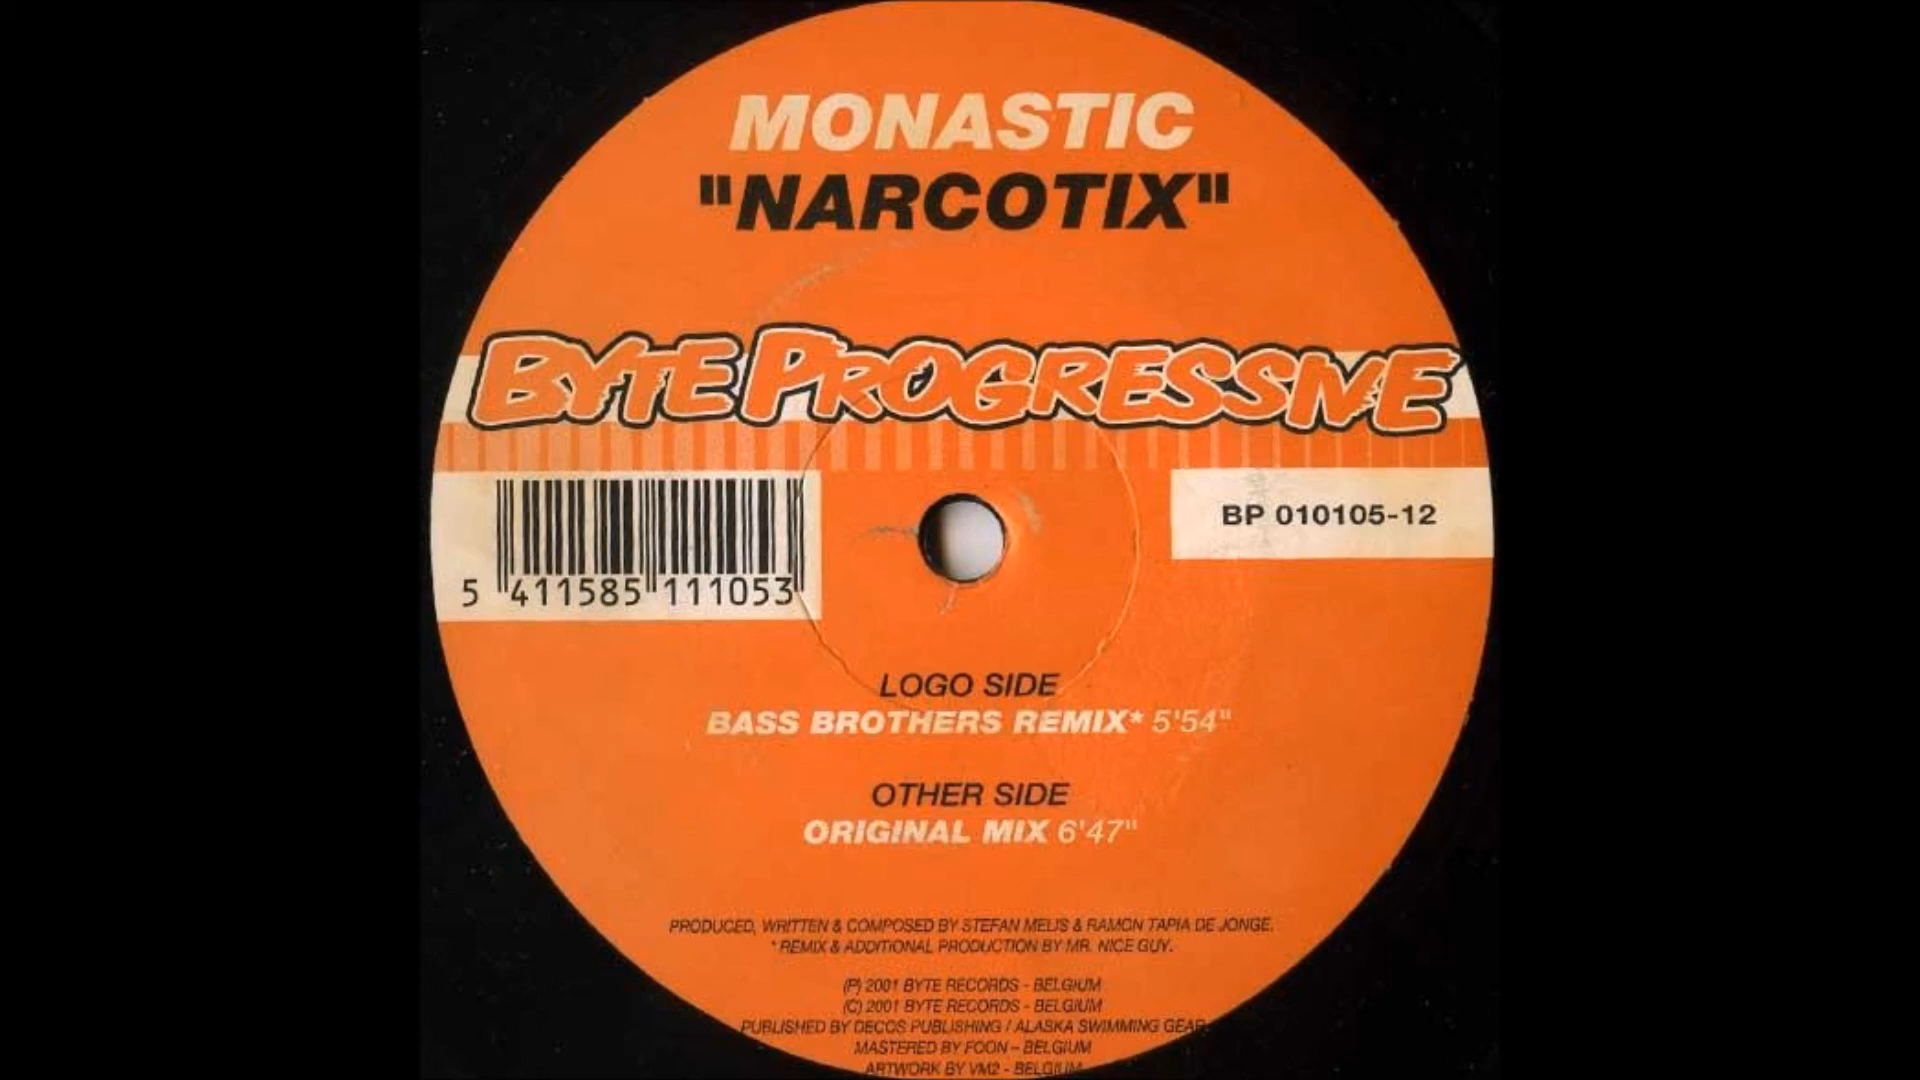 MONASTIC
"NARCOTIX"
BYTE PROGRESSIVE
BP 010105-12
5 411585 111053
LOGO SIDE
BASS BROTHERS REMIX* 5'54"
OTHER SIDE
ORIGINAL MIX 6'47"
PRODUCED, WRITTEN & COMPOSED BY STEFAN MELIS & RAMON TAPIA DE JONGE.
* REMIX & ADDITIONAL PRODUCTION BY MR. NICE GUY.
(P) 2001 BYTE RECORDS - BELGIUM
(C) 2001 BYTE RECORDS - BELGIUM
PUBLISHED BY DECOS PUBLISHING / ALASKA SWIMMING GEAR
MASTERED BY FOON - BELGIUM
ARTWORK BY VM2 - BELGIUM